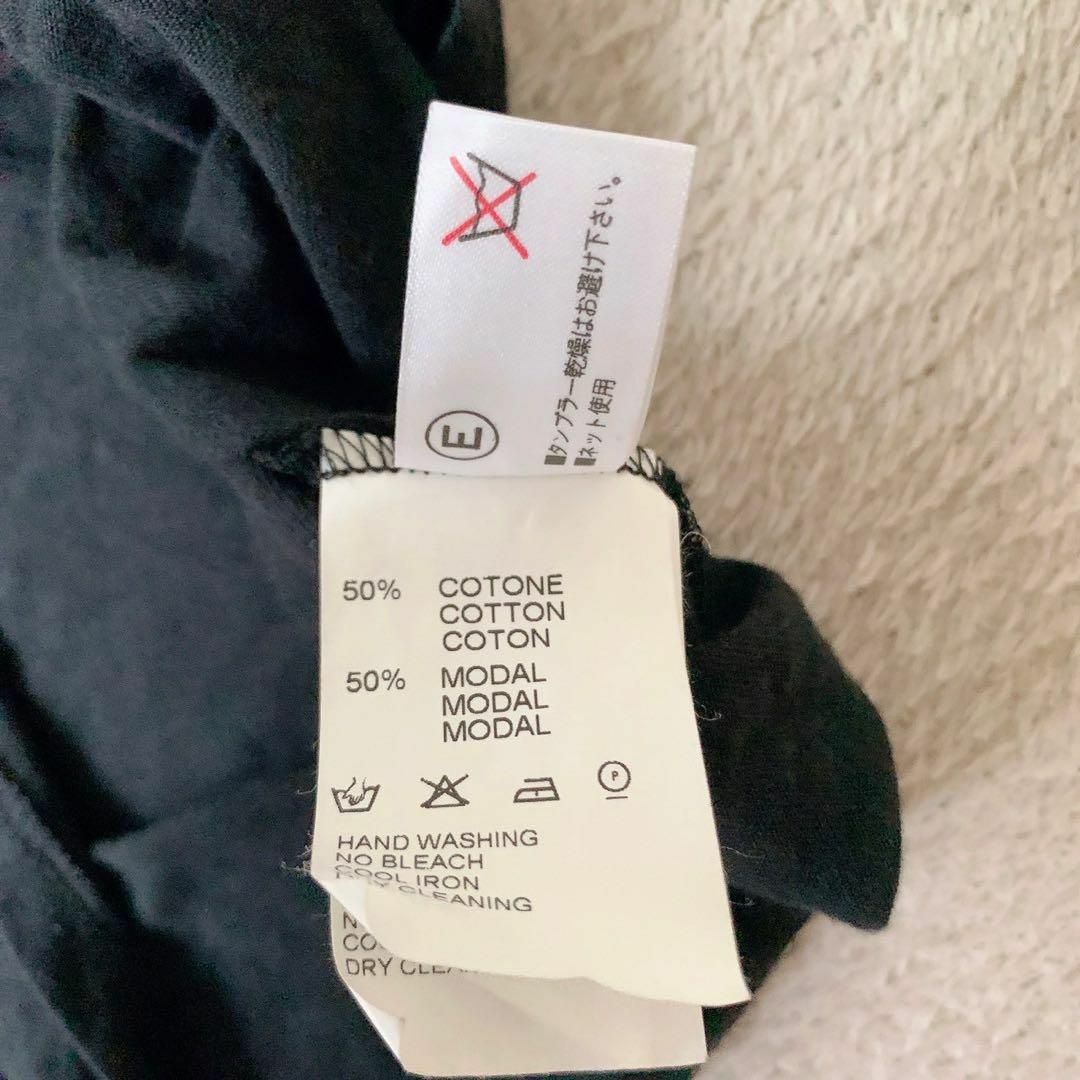 ■タンブラー乾燥はお避け下さい。
■ネット使用
E
50% COTONE
COTTON
COTON
50% MODAL
MODAL
MODAL
P
HAND WASHING
NO BLEACH
COOL IRON
DRY CLEANING
DRY